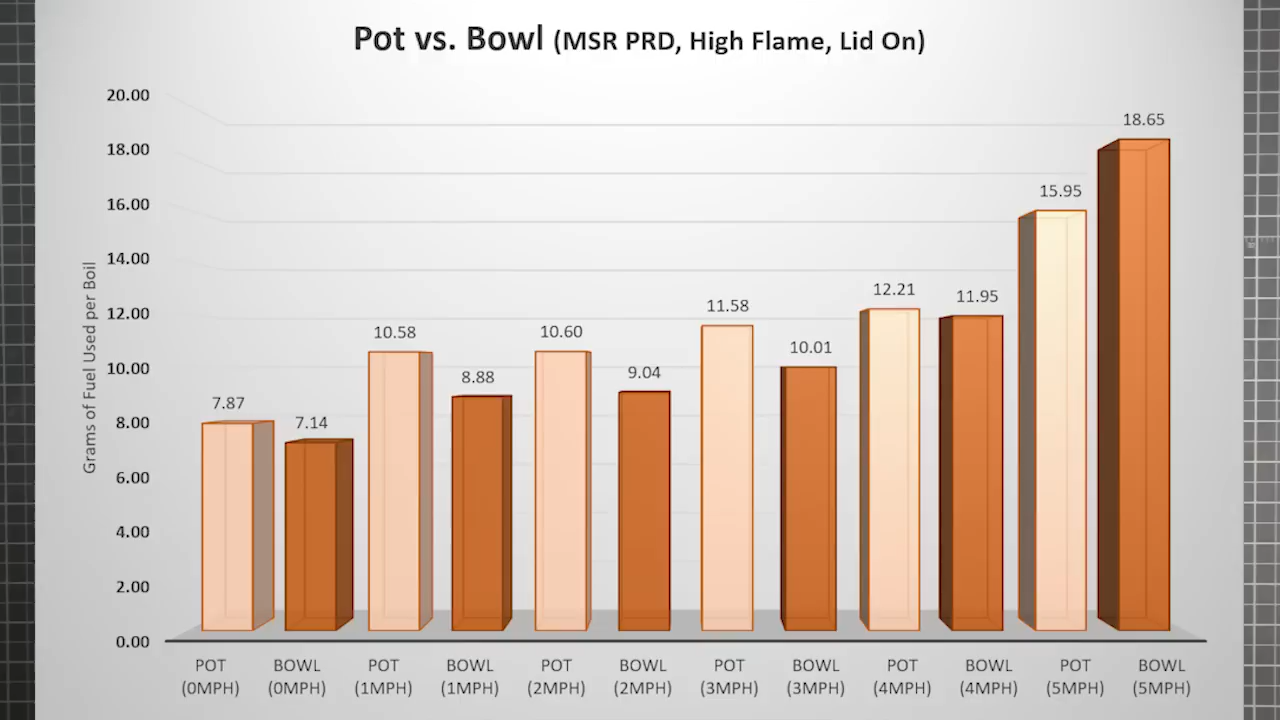 Pot vs. Bowl (MSR PRD, High Flame, Lid On)
Grams of Fuel Used per Boil
20.00
18.00
16.00
14.00
12.00
10.00
8.00
6.00
4.00
2.00
0.00
7.87
7.14
10.58
8.88
10.60
9.04
11.58
10.01
12.21
11.95
15.95
18.65
POT
(0MPH)
BOWL
(0MPH)
POT
(1MPH)
BOWL
(1MPH)
POT
(2MPH)
BOWL
(2MPH)
POT
(3MPH)
BOWL
(3MPH)
POT
(4MPH)
BOWL
(4MPH)
POT
(5MPH)
BOWL
(5MPH)